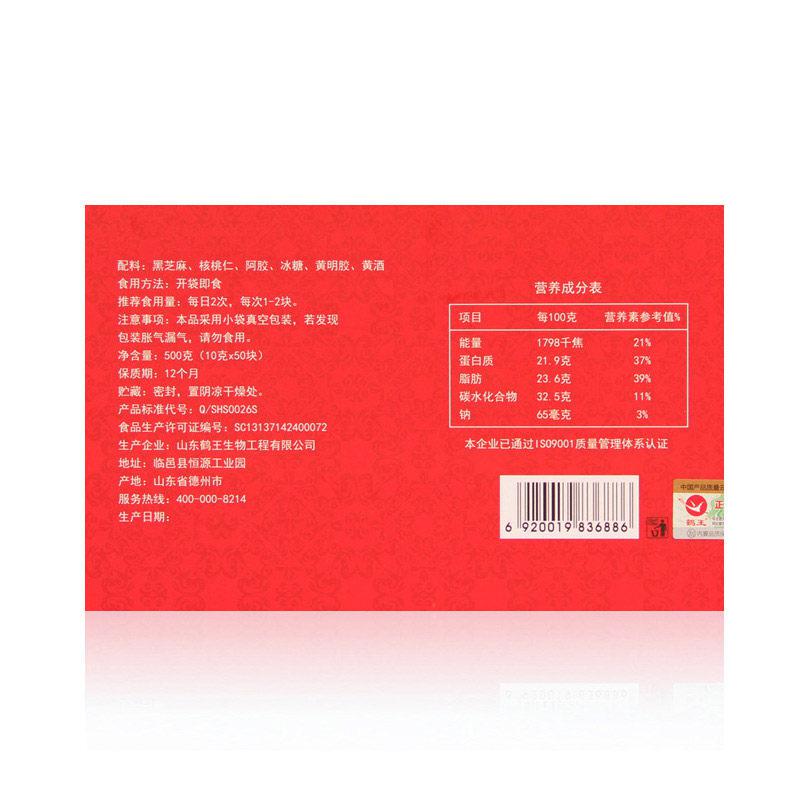 配料：黑芝麻、核桃仁、阿胶、冰糖、黄明胶、黄酒
食用方法：开袋即食
推荐食用量：每日2次，每次1-2块。
注意事项：本品采用小袋真空包装，若发现
包装胀气漏气，请勿食用。
净含量：500克（10克×50块）
保质期：12个月
贮藏：密封，置阴凉干燥处。
产品标准代号：Q/SHS0026S
食品生产许可证编号：SC13137142400072
生产企业：山东鹤王生物工程有限公司
地址：临邑县恒源工业园
产地：山东省德州市
服务热线：400-000-8214
生产日期：
营养成分表
项目 每100克 营养素参考值%
能量 1798千焦 21%
蛋白质 21.9克 37%
脂肪 23.6克 39%
碳水化合物 32.5克 11%
钠 65毫克 3%
本企业已通过ISO9001质量管理体系认证
6 920019 836886
中国产品质量
正
鹤王